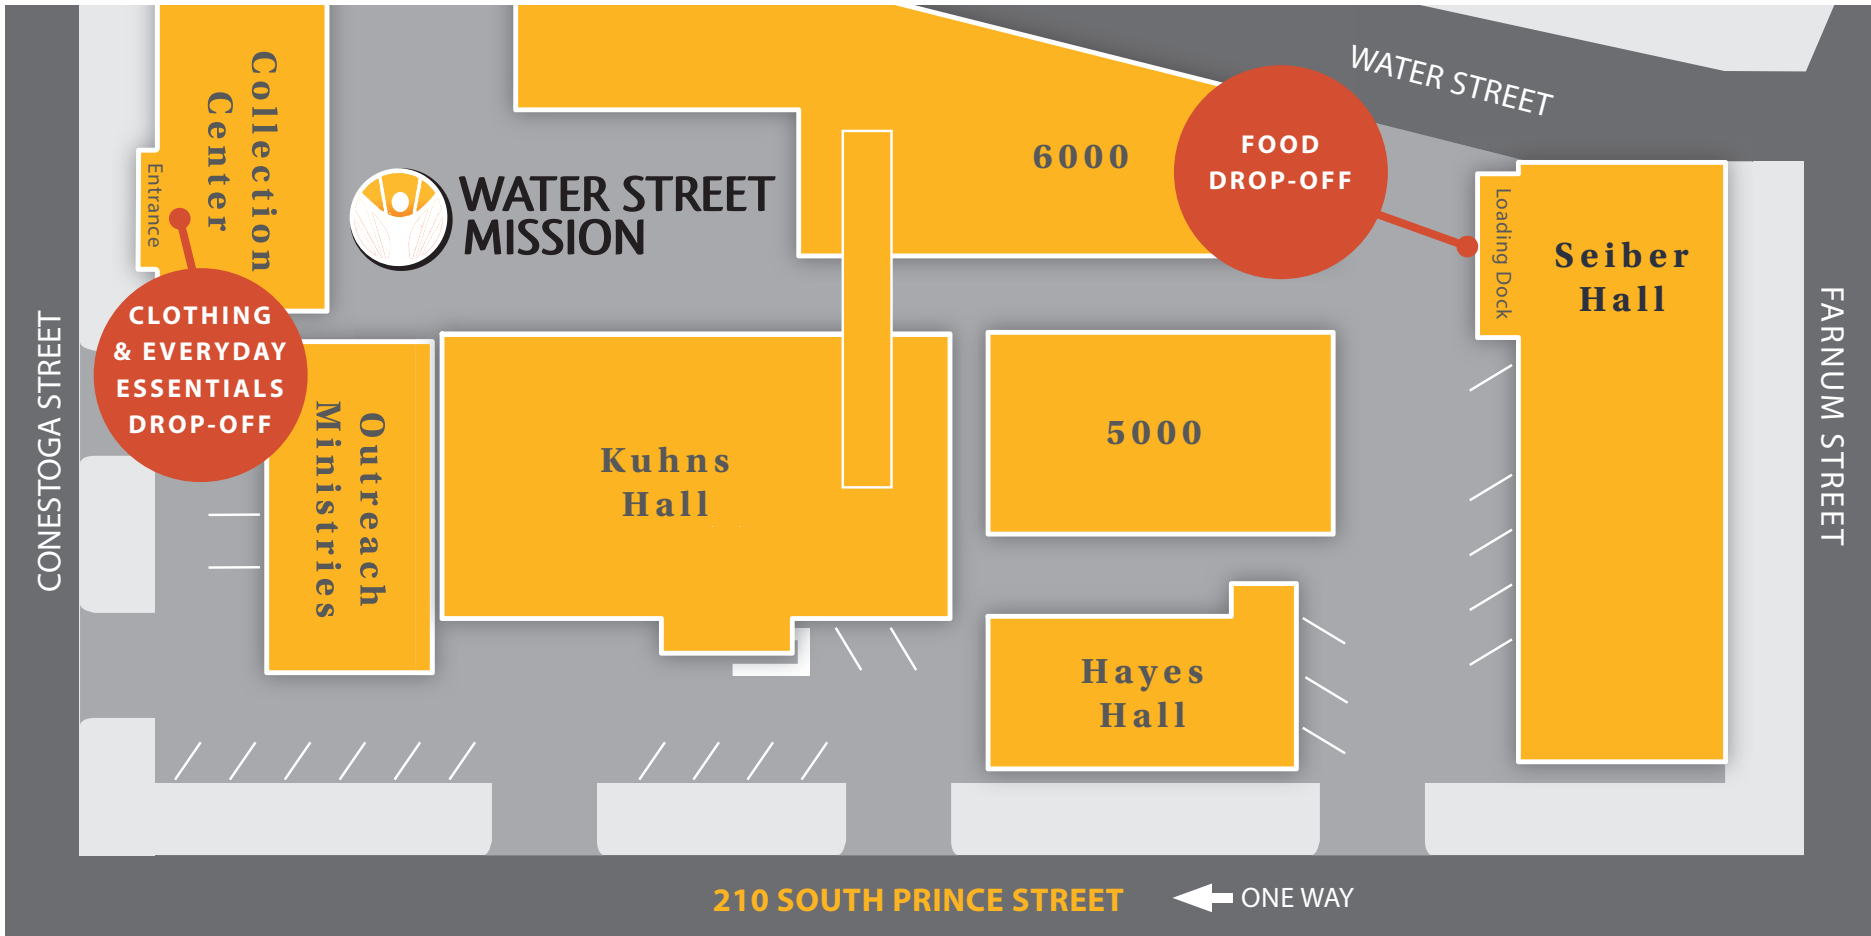 Collection
Center
Entrance
WATER STREET
MISSION
6000
WATER STREET
FOOD
DROP-OFF
Loading Dock
Seiber
Hall
CLOTHING
& EVERYDAY
ESSENTIALS
DROP-OFF
CONESTOGA STREET
Outreach
Ministries
Kuhns
Hall
5000
FARNUM STREET
Hayes
Hall
210 SOUTH PRINCE STREET
ONE WAY